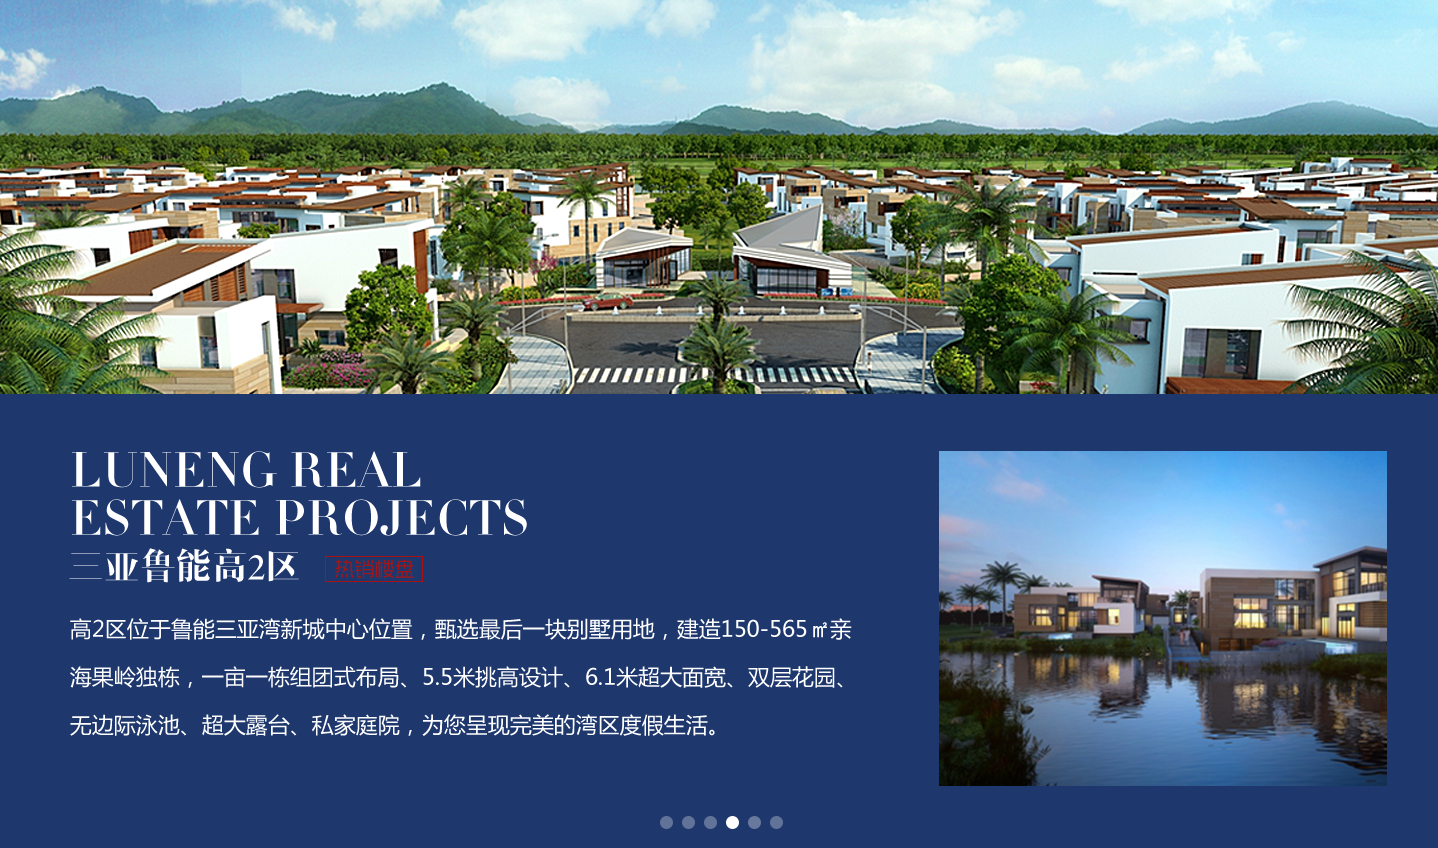 LUNENG REAL
ESTATE PROJECTS
三亚鲁能高2区 热销楼盘
高2区位于鲁能三亚湾新城中心位置，甄选最后一块别墅用地，建造150-565㎡亲
海果岭独栋，一亩一栋组团式布局、5.5米挑高设计、6.1米超大面宽、双层花园、
无边际泳池、超大露台、私家庭院，为您呈现完美的湾区度假生活。